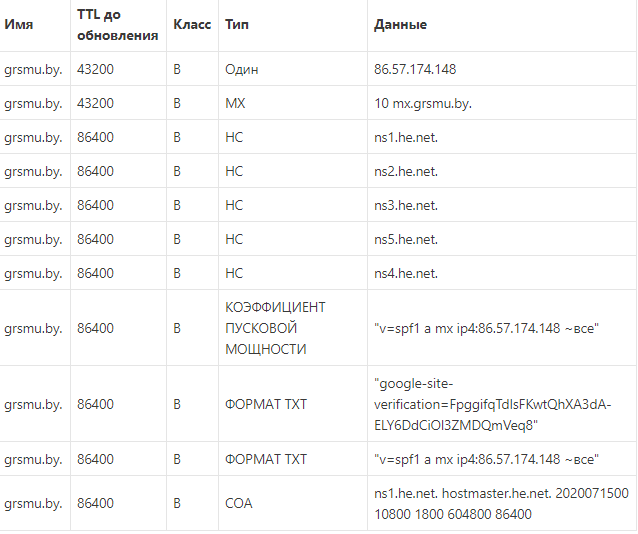 Имя TTL до обновления Класс Тип Данные
grsmu.by. 43200 В Один 86.57.174.148
grsmu.by. 43200 В МХ 10 mx.grsmu.by.
grsmu.by. 86400 В НС ns1.he.net.
grsmu.by. 86400 В НС ns2.he.net.
grsmu.by. 86400 В НС ns3.he.net.
grsmu.by. 86400 В НС ns5.he.net.
grsmu.by. 86400 В НС ns4.he.net.
grsmu.by. 86400 В КОЭФФИЦИЕНТ ПУСКОВОЙ МОЩНОСТИ "v=spf1 a mx ip4:86.57.174.148 ~все"
grsmu.by. 86400 В ФОРМАТ ТХТ "google-site-verification=FpggifqTdIsFKwtQhXA3dA-ELY6DdCiOl3ZMDQmVeq8"
grsmu.by. 86400 В ФОРМАТ ТХТ "v=spf1 a mx ip4:86.57.174.148 ~все"
grsmu.by. 86400 В СОА ns1.he.net. hostmaster.he.net. 2020071500 10800 1800 604800 86400